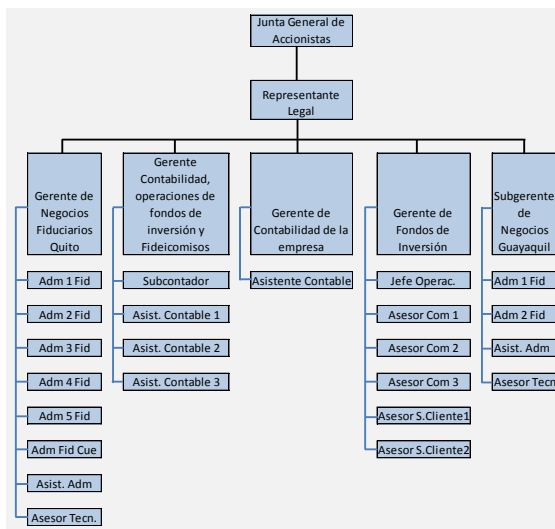 Junta General de
Accionistas
Representante
Legal
Gerente de
Negocios
Fiduciarios
Quito
Adm 1 Fid
Adm 2 Fid
Adm 3 Fid
Adm 4 Fid
Adm 5 Fid
Adm Fid Cue
Asist. Adm
Asesor Tecn.
Gerente
Contabilidad,
operaciones de
fondos de
inversión y
Fideicomisos
Subcontador
Asist. Contable 1
Asist. Contable 2
Asist. Contable 3
Gerente de
Contabilidad de la
empresa
Asistente Contable
Gerente de
Fondos de
Inversión
Jefe Operac.
Asesor Com 1
Asesor Com 2
Asesor Com 3
Asesor S.Cliente1
Asesor S.Cliente2
Subgerente
de
Negocios
Guayaquil
Adm 1 Fid
Adm 2 Fid
Asist. Adm
Asesor Tecn